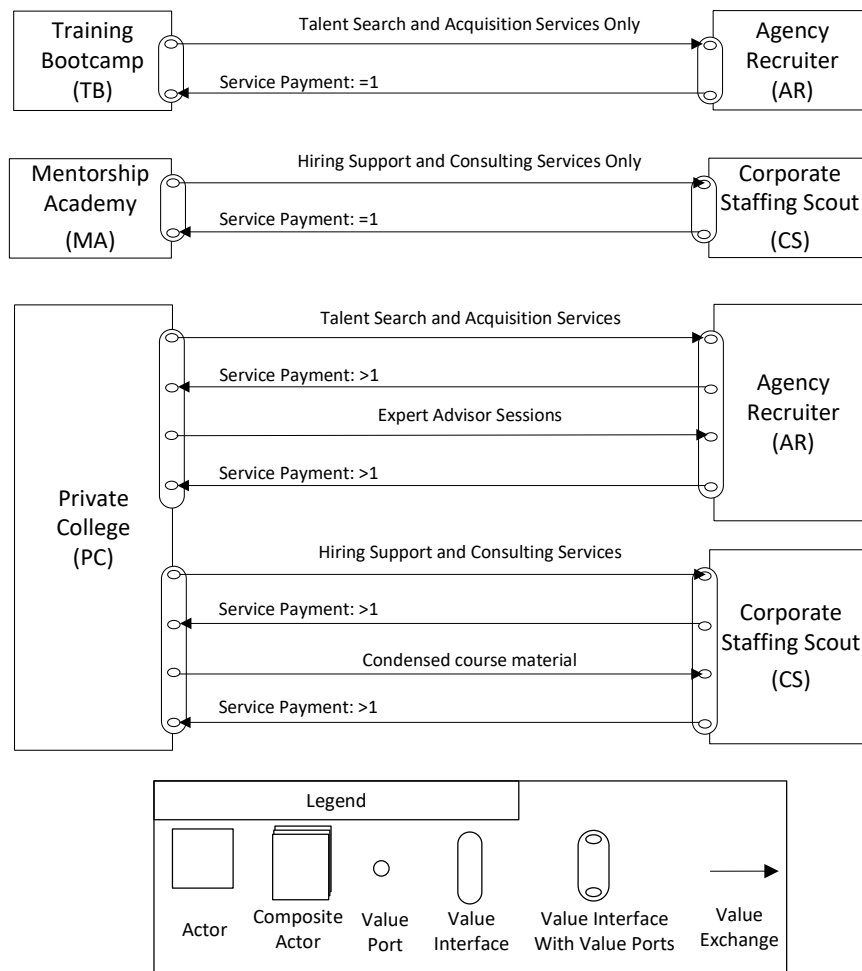 Training
Bootcamp
(TB)
Talent Search and Acquisition Services Only
Service Payment: =1
Agency
Recruiter
(AR)
Mentorship
Academy
(MA)
Hiring Support and Consulting Services Only
Service Payment: =1
Corporate
Staffing Scout
(CS)
Private
College
(PC)
Talent Search and Acquisition Services
Service Payment: >1
Expert Advisor Sessions
Service Payment: >1
Agency
Recruiter
(AR)
Hiring Support and Consulting Services
Service Payment: >1
Condensed course material
Service Payment: >1
Corporate
Staffing Scout
(CS)
Legend
Actor
Composite
Actor
Value
Port
Value
Interface
Value Interface
With Value Ports
Value
Exchange